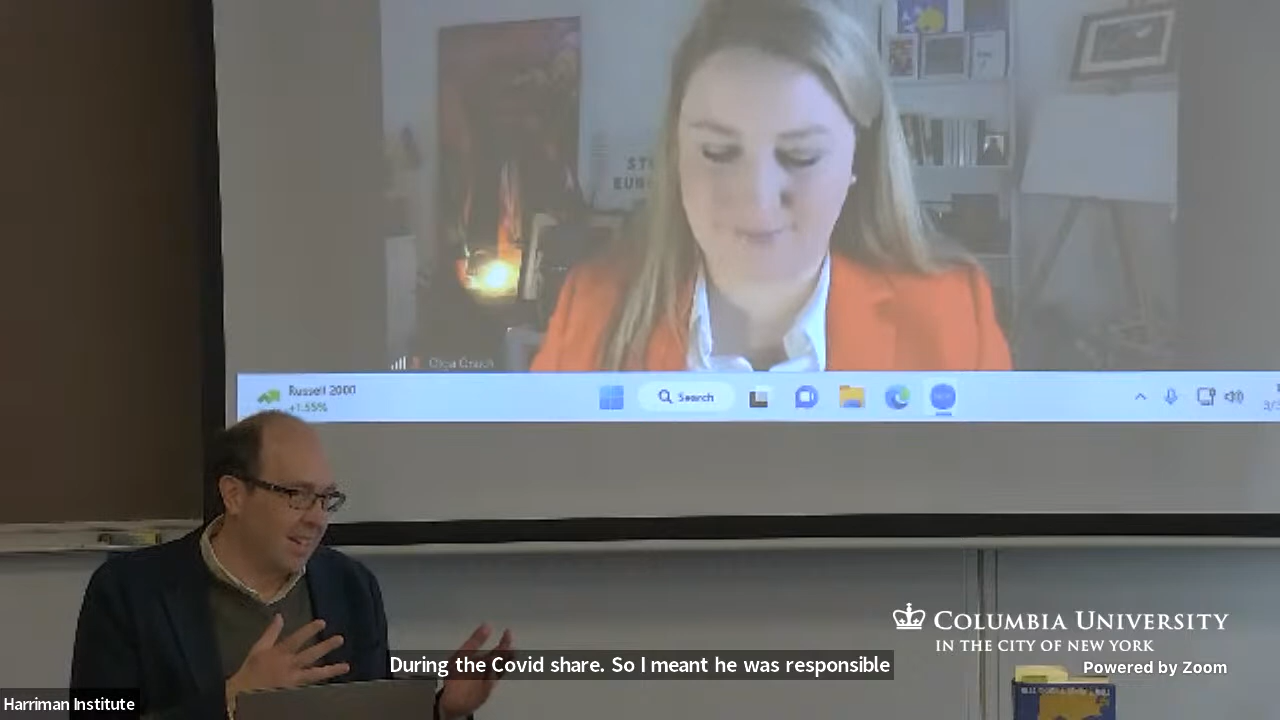 Russell 2000
+1.55%
Search
During the Covid share. So I meant he was responsible
COLUMBIA UNIVERSITY
IN THE CITY OF NEW YORK
Powered by Zoom
Harriman Institute